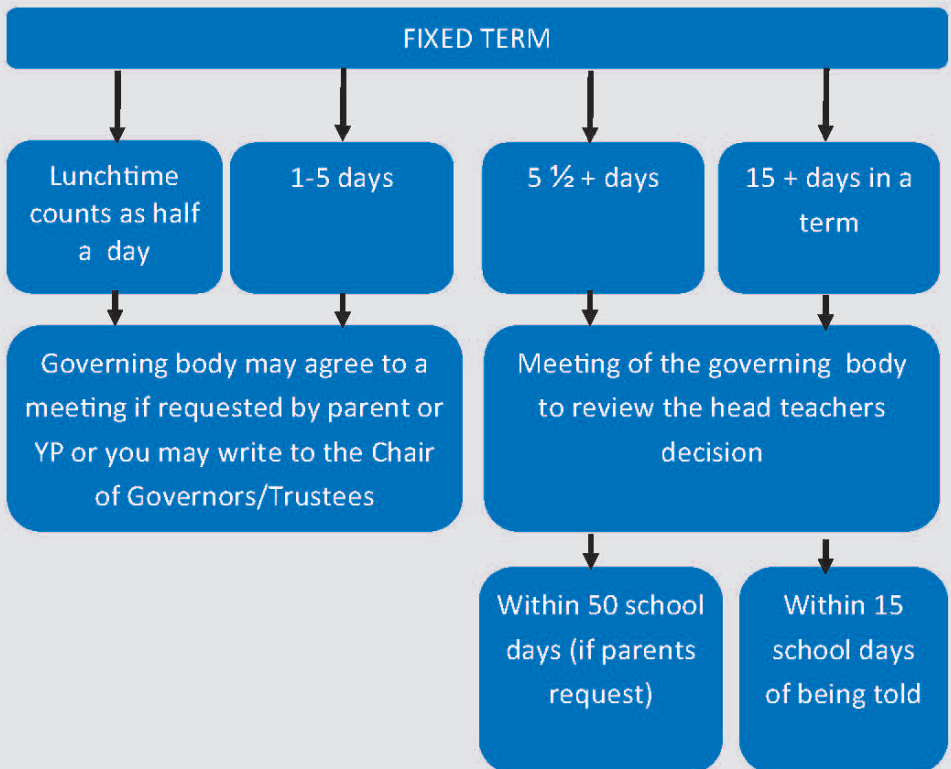 FIXED TERM
Lunchtime
counts as half
a day
1-5 days
5 ½ + days
15 + days in a
term
Governing body may agree to a
meeting if requested by parent or
YP or you may write to the Chair
of Governors/Trustees
Meeting of the governing body
to review the head teachers
decision
Within 50 school
days (if parents
request)
Within 15
school days
of being told